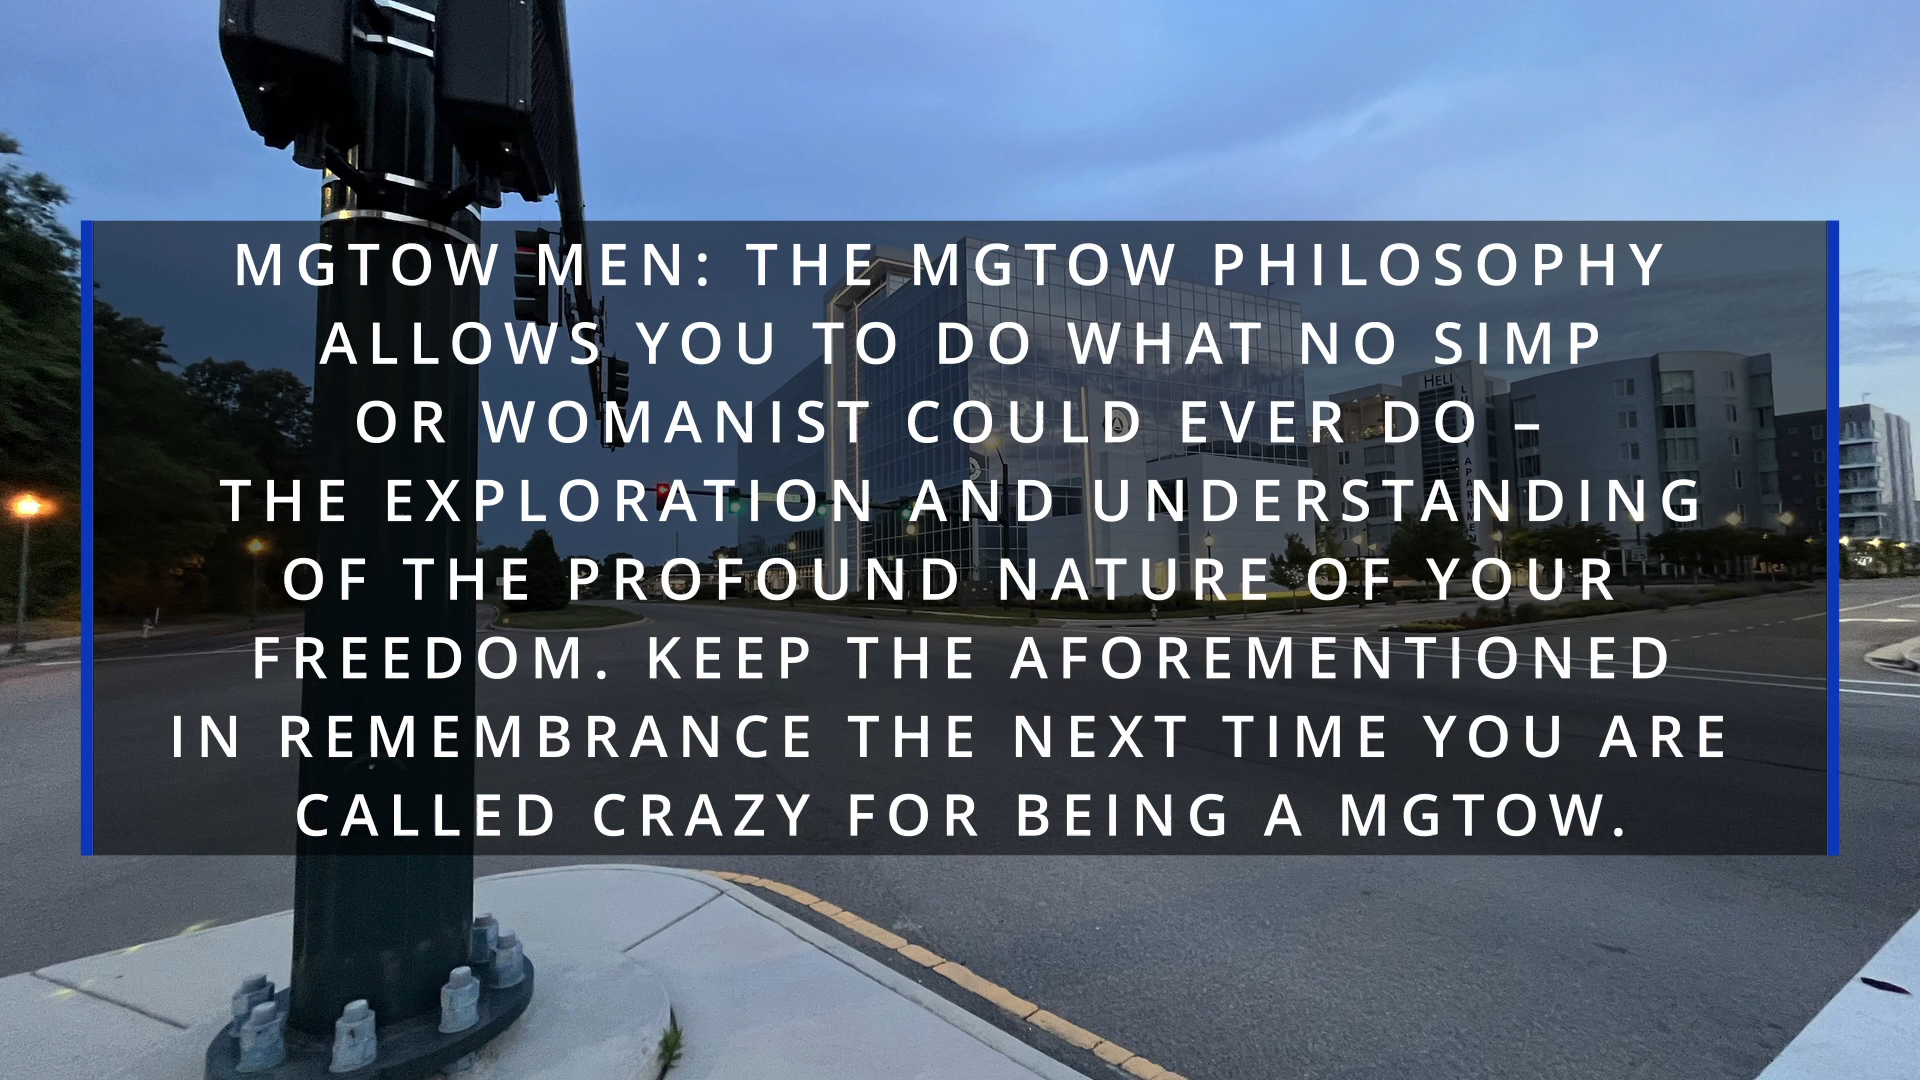 MGTOW MEN: THE MGTOW PHILOSOPHY
ALLOWS YOU TO DO WHAT NO SIMP
OR WOMANIST COULD EVER DO –
THE EXPLORATION AND UNDERSTANDING
OF THE PROFOUND NATURE OF YOUR
FREEDOM. KEEP THE AFOREMENTIONED
IN REMEMBRANCE THE NEXT TIME YOU ARE
CALLED CRAZY FOR BEING A MGTOW.
HELI